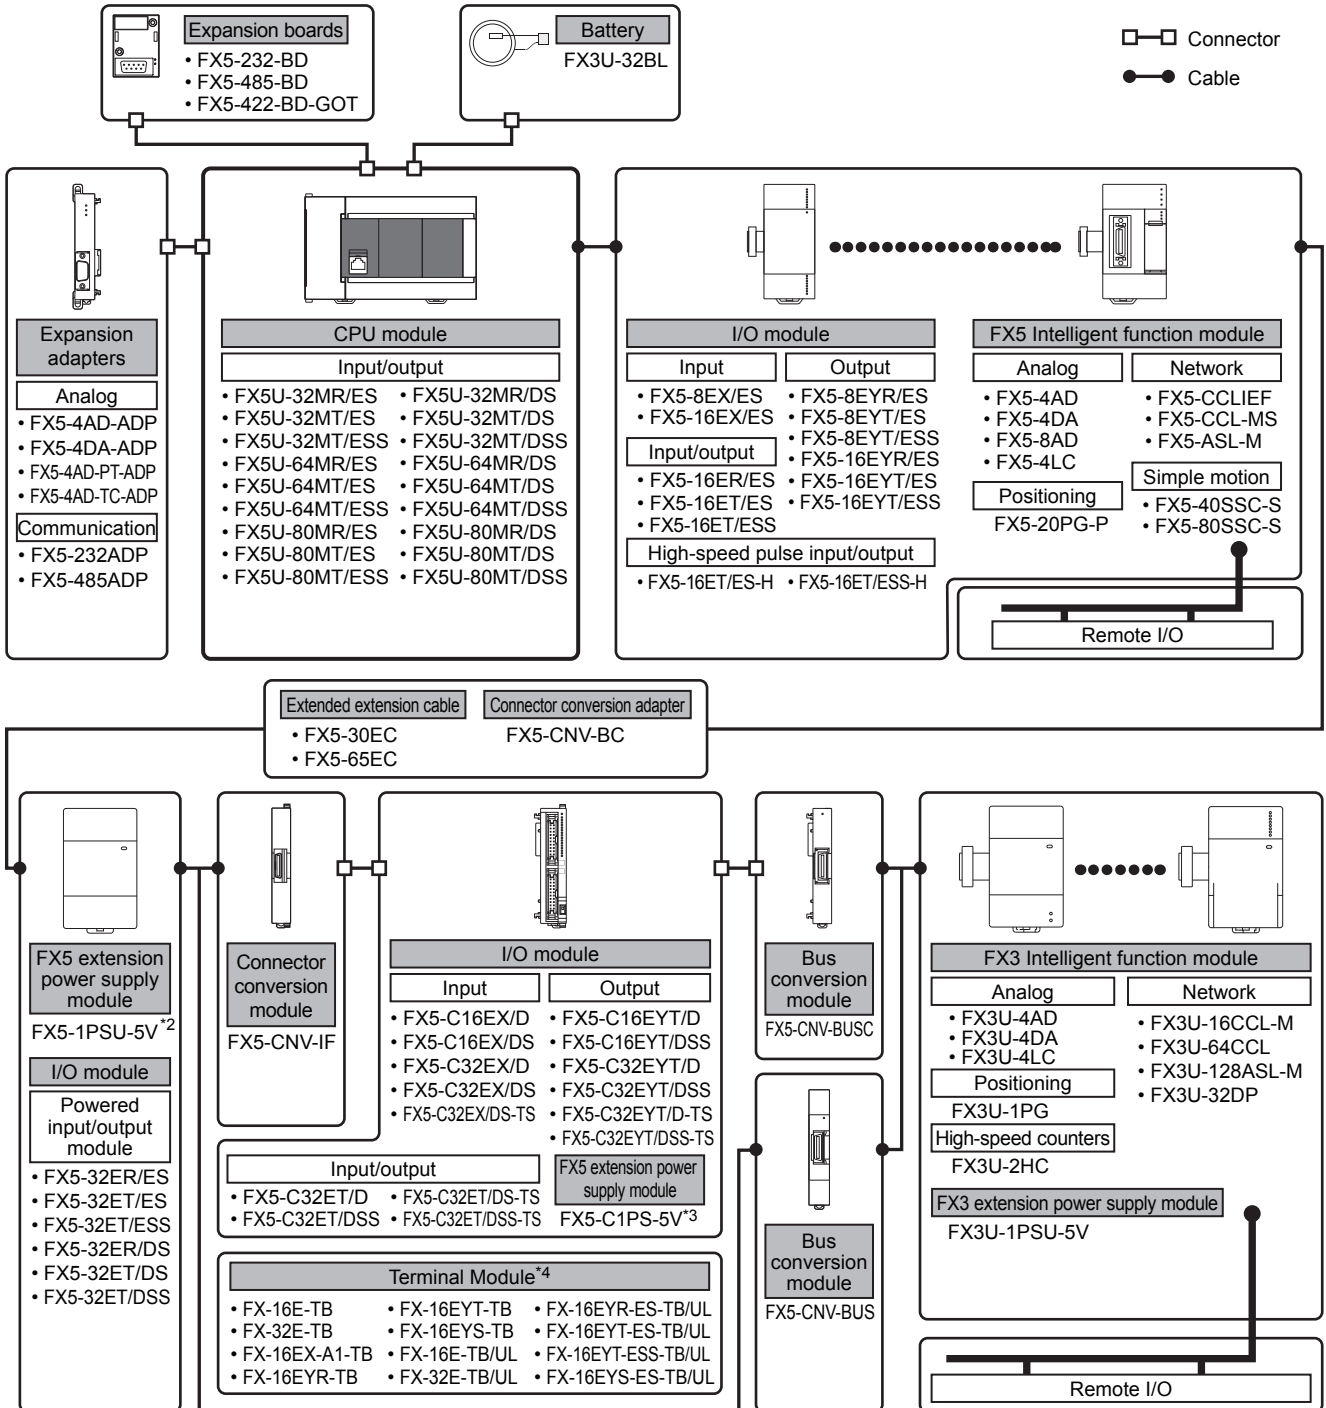 Expansion boards
• FX5-232-BD
• FX5-485-BD
• FX5-422-BD-GOT
Battery
FX3U-32BL
Connector
Cable
Expansion
adapters
Analog
• FX5-4AD-ADP
• FX5-4DA-ADP
• FX5-4AD-PT-ADP
• FX5-4AD-TC-ADP
Communication
• FX5-232ADP
• FX5-485ADP
CPU module
Input/output
• FX5U-32MR/ES
• FX5U-32MT/ES
• FX5U-32MT/ESS
• FX5U-64MR/ES
• FX5U-64MT/ES
• FX5U-64MT/ESS
• FX5U-80MR/ES
• FX5U-80MT/ES
• FX5U-80MT/ESS
• FX5U-32MR/DS
• FX5U-32MT/DS
• FX5U-32MT/DSS
• FX5U-64MR/DS
• FX5U-64MT/DS
• FX5U-64MT/DSS
• FX5U-80MR/DS
• FX5U-80MT/DS
• FX5U-80MT/DSS
I/O module
Input
• FX5-8EX/ES
• FX5-16EX/ES
Input/output
• FX5-16ER/ES
• FX5-16ET/ES
• FX5-16ET/ESS
Output
• FX5-8EYR/ES
• FX5-8EYT/ES
• FX5-8EYT/ESS
• FX5-16EYR/ES
• FX5-16EYT/ES
• FX5-16EYT/ESS
High-speed pulse input/output
• FX5-16ET/ES-H
• FX5-16ET/ESS-H
FX5 Intelligent function module
Analog
• FX5-4AD
• FX5-4DA
• FX5-8AD
• FX5-4LC
Positioning
FX5-20PG-P
Network
• FX5-CCLIEF
• FX5-CCL-MS
• FX5-ASL-M
Simple motion
• FX5-40SSC-S
• FX5-80SSC-S
Remote I/O
Extended extension cable
• FX5-30EC
• FX5-65EC
Connector conversion adapter
FX5-CNV-BC
FX5 extension
power supply
module
FX5-1PSU-5V*2
I/O module
Powered
input/output
module
• FX5-32ER/ES
• FX5-32ET/ES
• FX5-32ET/ESS
• FX5-32ER/DS
• FX5-32ET/DS
• FX5-32ET/DSS
Connector
conversion
module
FX5-CNV-IF
I/O module
Input
• FX5-C16EX/D
• FX5-C16EX/DS
• FX5-C32EX/D
• FX5-C32EX/DS
• FX5-C32EX/DS-TS
Output
• FX5-C16EYT/D
• FX5-C16EYT/DSS
• FX5-C32EYT/D
• FX5-C32EYT/DSS
• FX5-C32EYT/D-TS
• FX5-C32EYT/DSS-TS
Input/output
• FX5-C32ET/D
• FX5-C32ET/DSS
• FX5-C32ET/DS-TS
• FX5-C32ET/DSS-TS
FX5 extension power
supply module
FX5-C1PS-5V*3
Terminal Module*4
• FX-16E-TB
• FX-32E-TB
• FX-16EX-A1-TB
• FX-16EYR-TB
• FX-16EYT-TB
• FX-16EYS-TB
• FX-16E-TB/UL
• FX-32E-TB/UL
• FX-16EYR-ES-TB/UL
• FX-16EYT-ES-TB/UL
• FX-16EYT-ESS-TB/UL
• FX-16EYS-ES-TB/UL
Bus
conversion
module
FX5-CNV-BUSC
Bus
conversion
module
FX5-CNV-BUS
FX3 Intelligent function module
Analog
• FX3U-4AD
• FX3U-4DA
• FX3U-4LC
Positioning
FX3U-1PG
High-speed counters
FX3U-2HC
Network
• FX3U-16CCL-M
• FX3U-64CCL
• FX3U-128ASL-M
• FX3U-32DP
FX3 extension power supply module
FX3U-1PSU-5V
Remote I/O